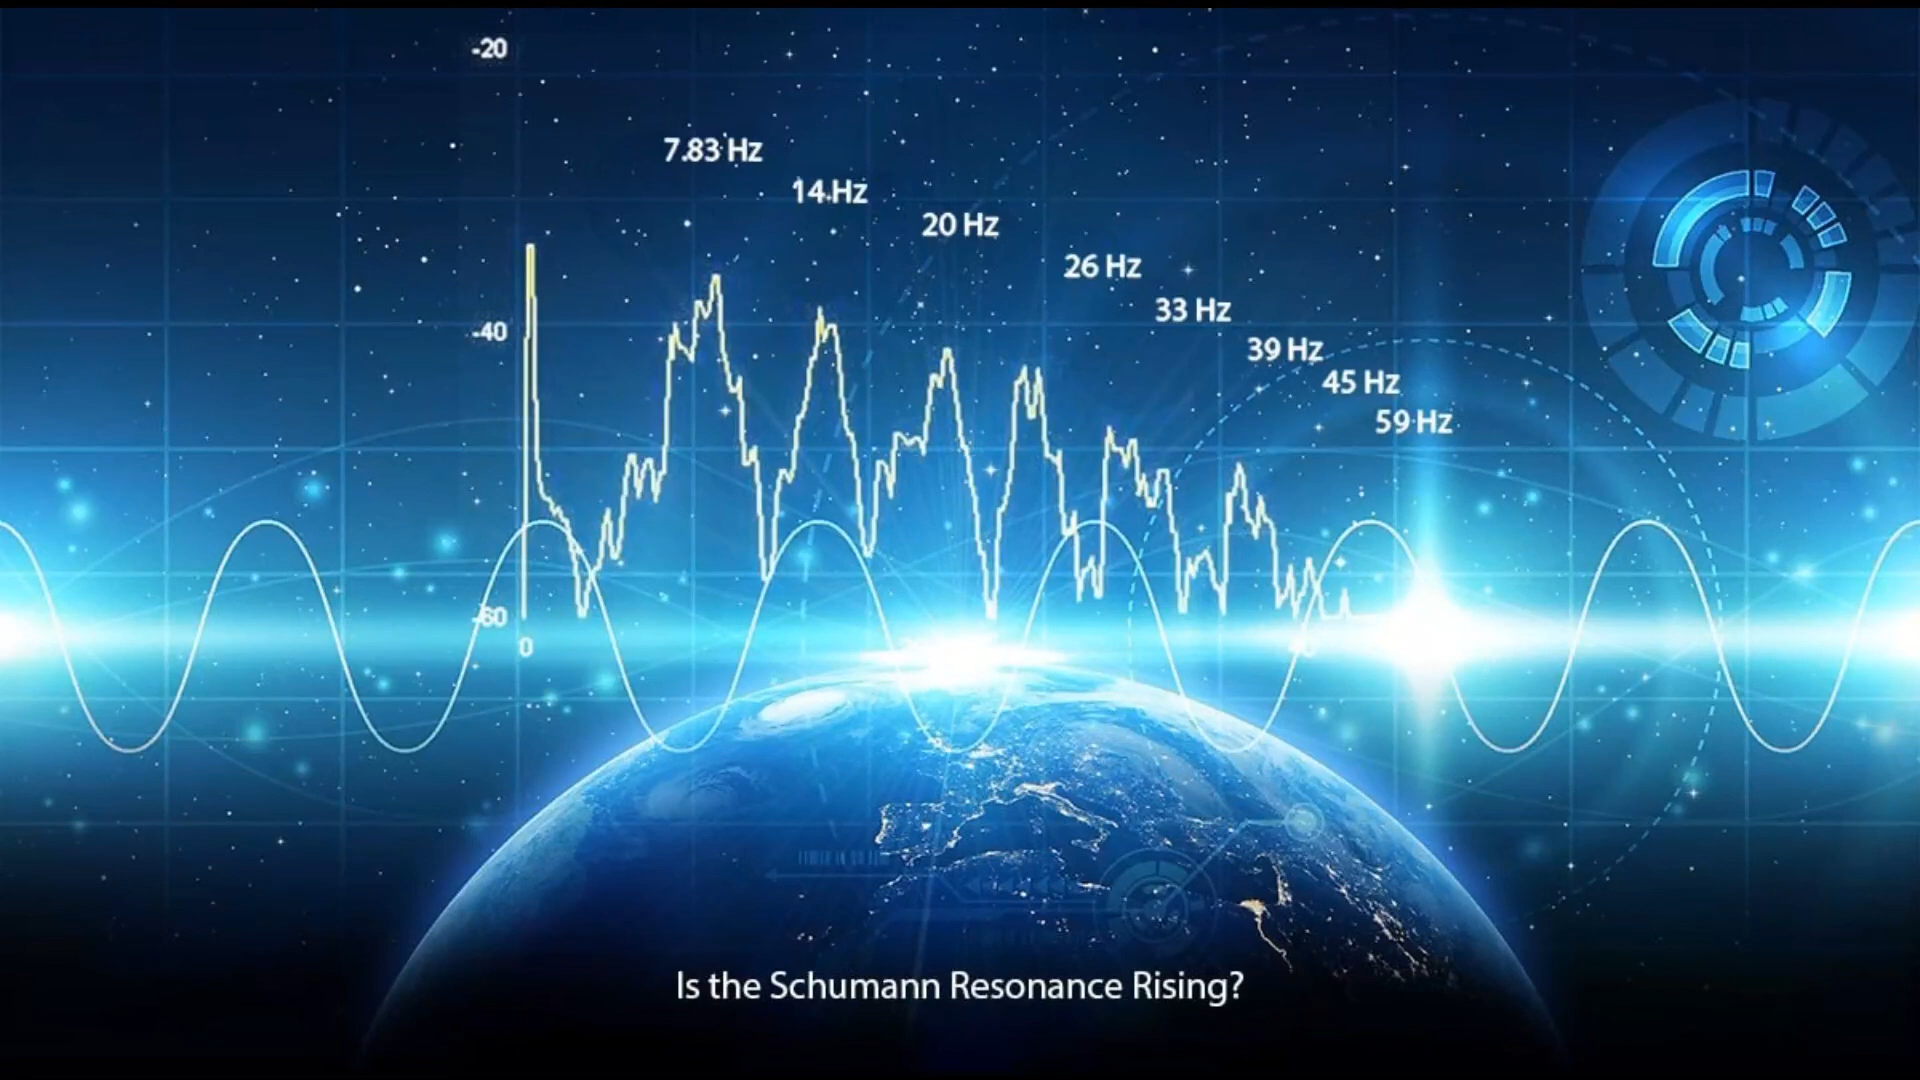 -20
7.83 Hz
14 Hz
20 Hz
26 Hz
33 Hz
-40
39 Hz
45 Hz
59 Hz
-60
0
Is the Schumann Resonance Rising?